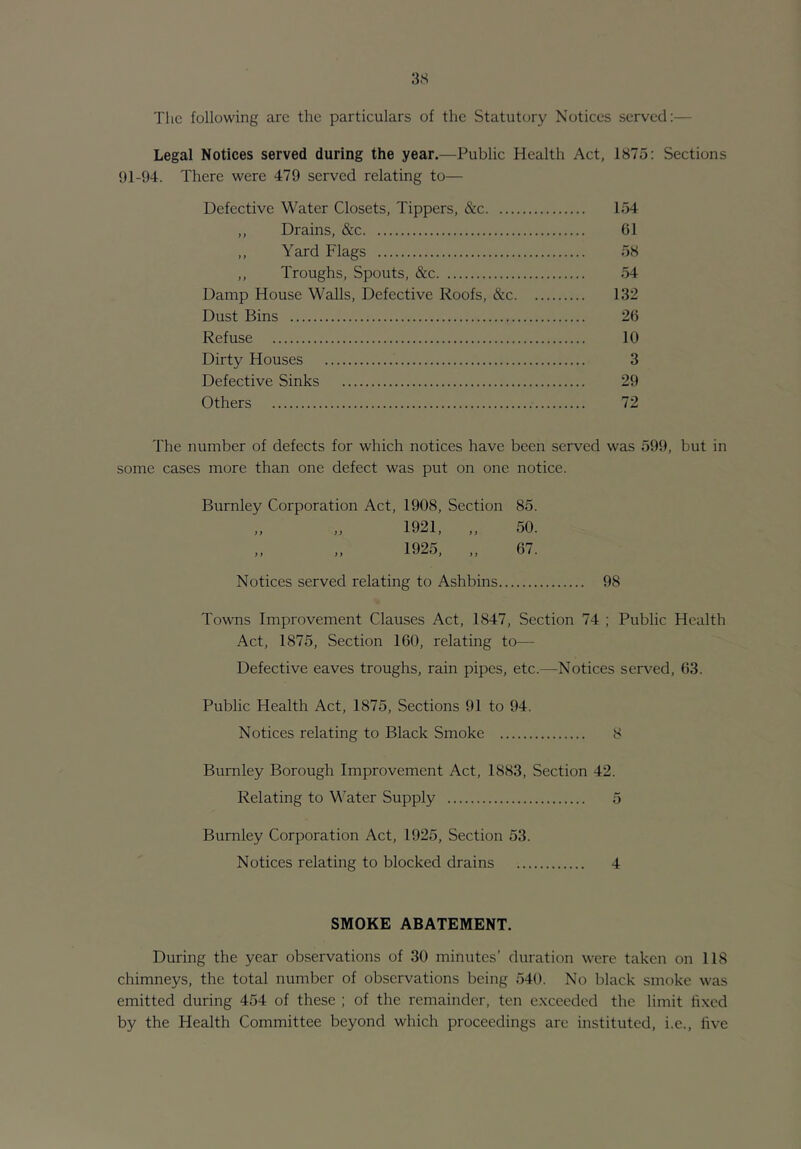 38
The following are the particulars of the Statutory Notices served:—
Legal Notices served during the year.—Public Health Act, 1875: Sections
91-94. There were 479 served relating to—
Defective Water Closets, Tippers, &c. ................ 154
,, Drains, &c. ........................................ 61
,, Yard Flags ........................................ 58
,, Troughs, Spouts, &c. ........................... 54
Damp House Walls, Defective Roofs, &c. .......... 132
Dust Bins ........................................................ 26
Refuse ............................................................ 10
Dirty Houses .................................................. 3
Defective Sinks .............................................. 29
Others ............................................................ 72
The number of defects for which notices have been served was 599, but in
some cases more than one defect was put on one notice.
Burnley Corporation Act, 1908, Section 85.
,, ,, 1921, ,, 50.
,, ,, 1925, ,, 67.
Notices served relating to Ashbins................ 98
Towns Improvement Clauses Act, 1847, Section 74 ; Public Health
Act, 1875, Section 160, relating to—
Defective eaves troughs, rain pipes, etc.—Notices served, 63.
Public Health Act, 1875, Sections 91 to 94.
Notices relating to Black Smoke ................ 8
Burnley Borough Improvement Act, 1883, Section 42.
Relating to Water Supply .......................... 5
Burnley Corporation Act, 1925, Section 53.
Notices relating to blocked drains ............. 4
SMOKE ABATEMENT.
During the year observations of 30 minutes' duration were taken on 118
chimneys, the total number of observations being 540. No black smoke was
emitted during 454 of these ; of the remainder, ten exceeded the limit fixed
by the Health Committee beyond which proceedings are instituted, i.e., five